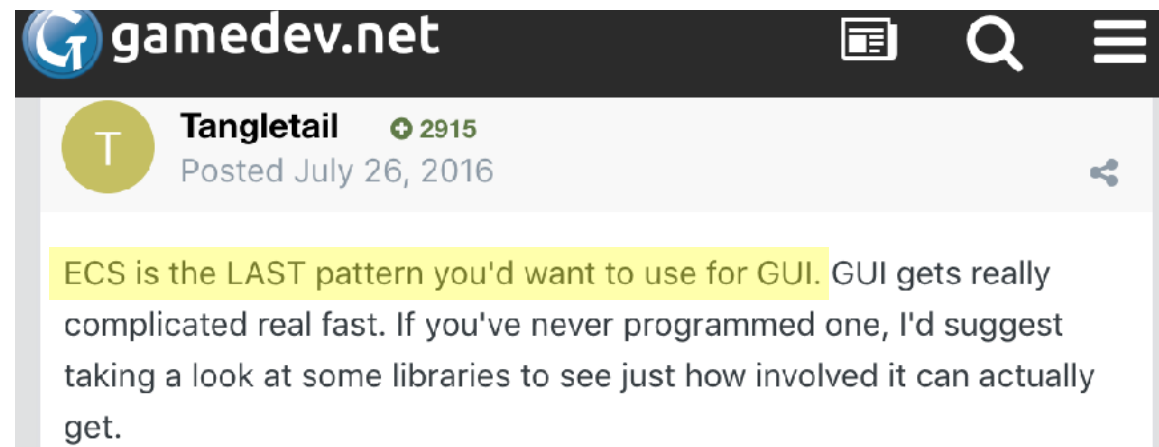 gamedev.net
T
Tangletail 2915
Posted July 26, 2016
ECS is the LAST pattern you'd want to use for GUI. GUI gets really
complicated real fast. If you've never programmed one, I'd suggest
taking a look at some libraries to see just how involved it can actually
get.